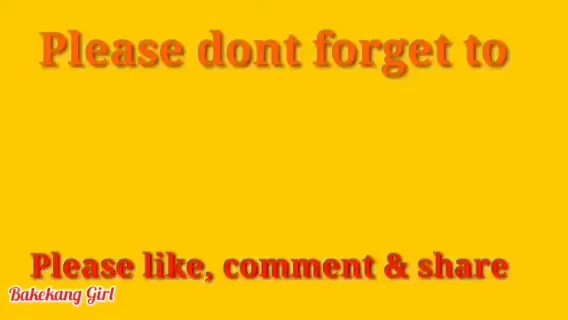 Please dont forget to
Please like, comment & share
Bakekang Girl